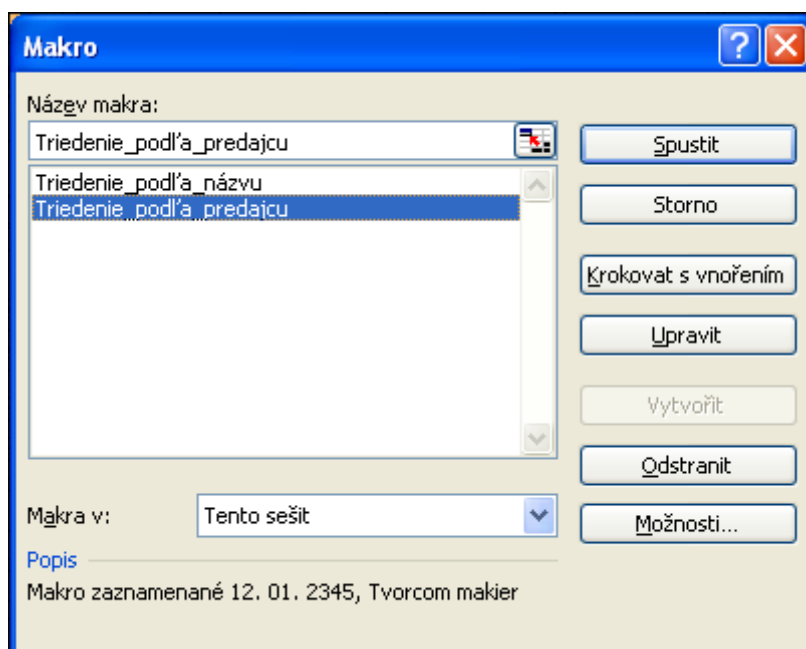 Makro
Název makra:
Triedenie_podľa_predajcu
Triedenie_podľa_názvu
Triedenie_podľa_predajcu
Spustit
Storno
Krokovat s vnořením
Upravit
Vytvořit
Odstranit
Možnosti...
Makra v:
Tento sešit
Popis
Makro zaznamenané 12. 01. 2345, Tvorcom makier